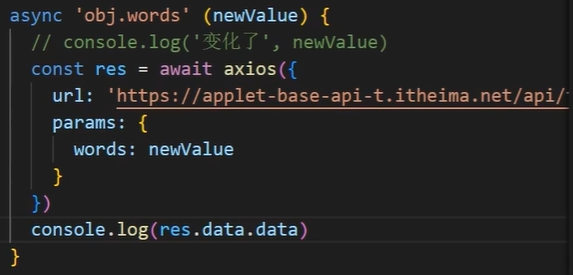 async 'obj.words' (newValue) {
// console.log('变化了', newValue)
const res = await axios({
url: 'https://applet-base-api-t.itheima.net/api/
params: {
words: newValue
}
})
console.log(res.data.data)
}